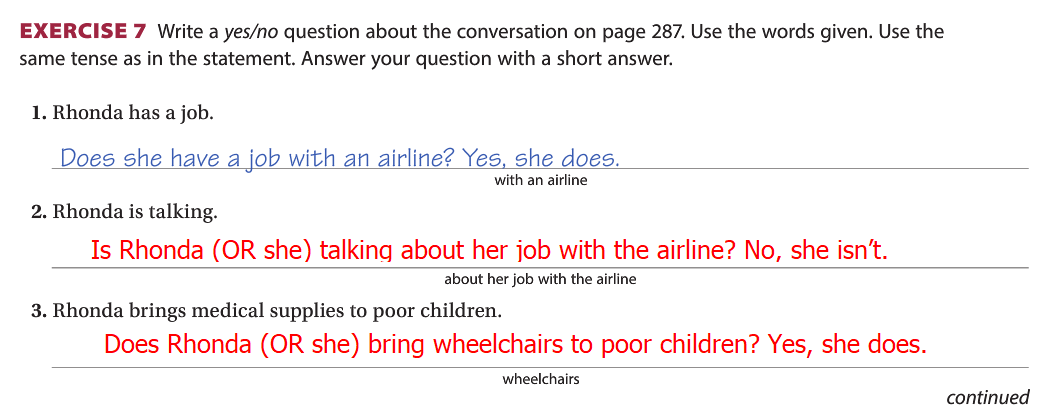 EXERCISE 7 Write a yes/no question about the conversation on page 287. Use the words given. Use the
same tense as in the statement. Answer your question with a short answer.
1. Rhonda has a job.
Does she have a job with an airline? Yes, she does.
with an airline
2. Rhonda is talking.
Is Rhonda (OR she) talking about her job with the airline? No, she isn't.
about her job with the airline
3. Rhonda brings medical supplies to poor children.
Does Rhonda (OR she) bring wheelchairs to poor children? Yes, she does.
wheelchairs
continued